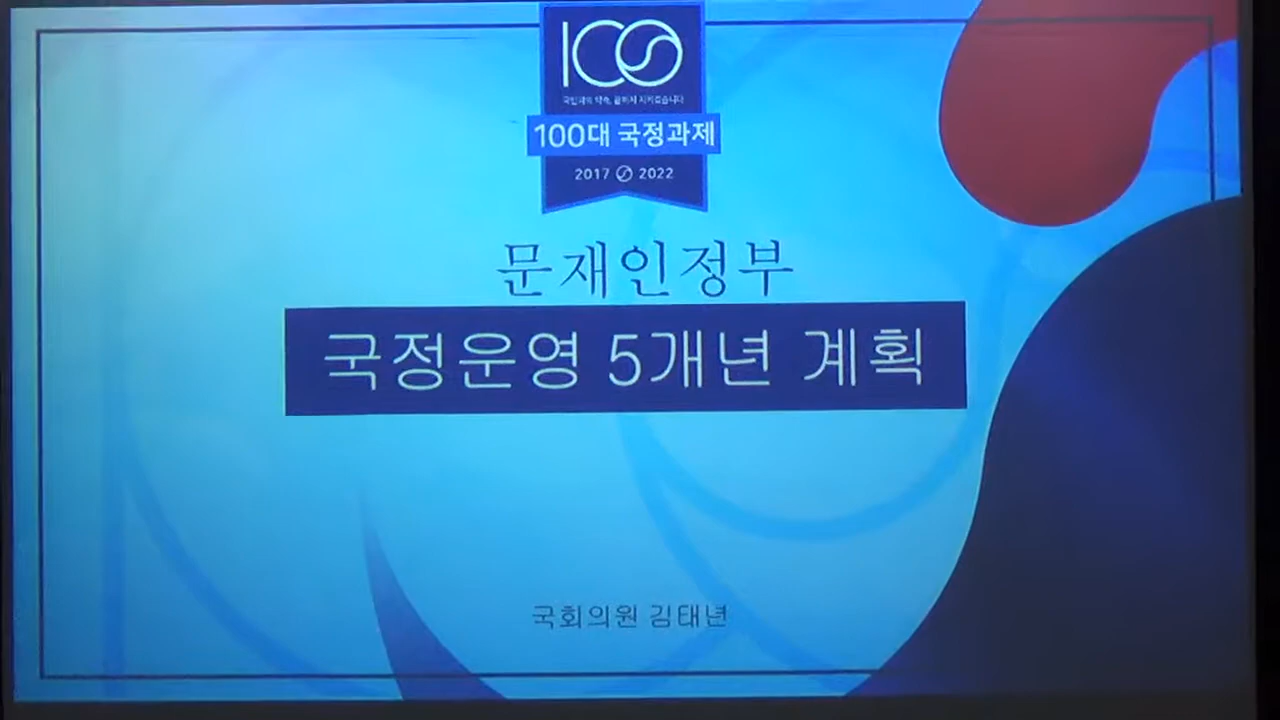 100
국민과의 약속, 끝까지 지키겠습니다
100대 국정과제
2017 2022
문재인정부
국정운영 5개년 계획
국회의원 김태년